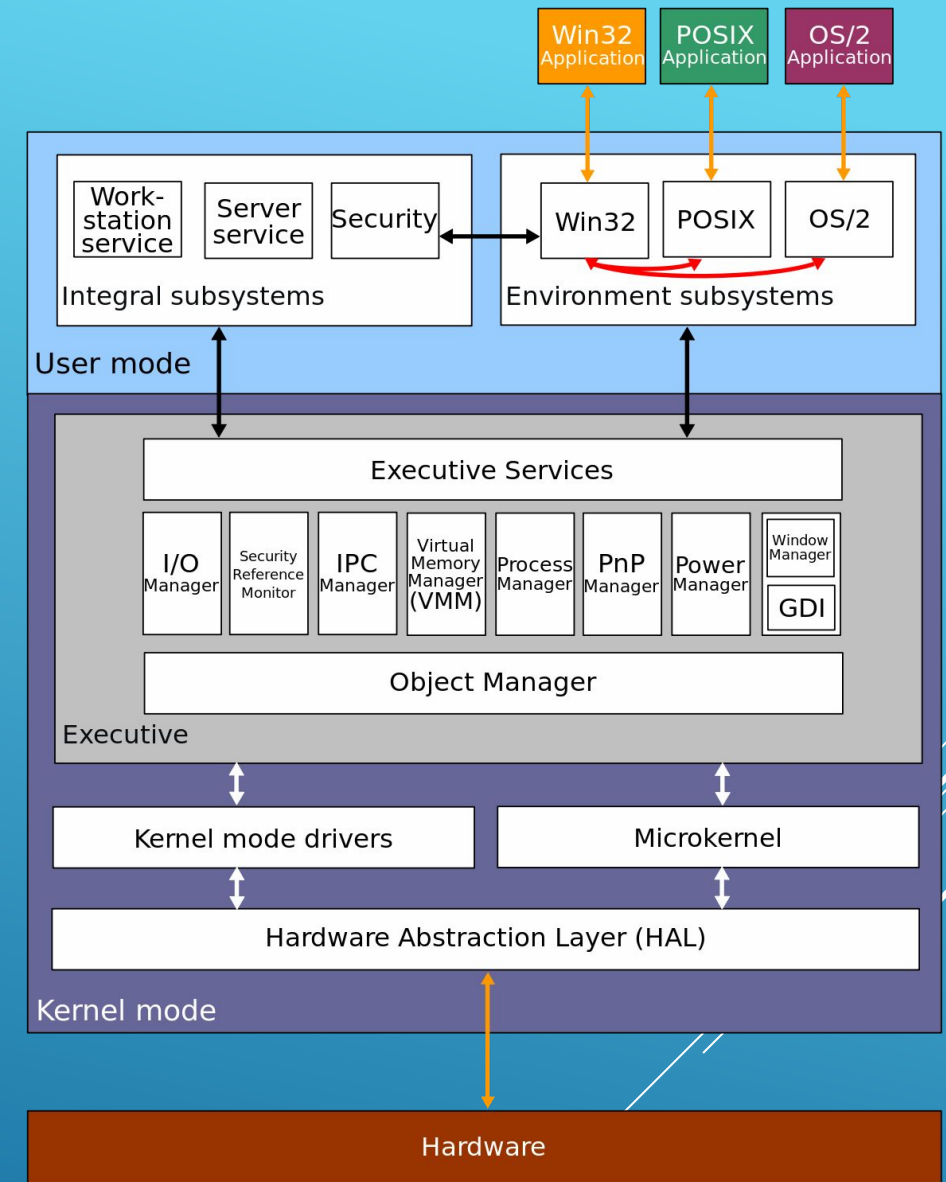 Win32
Application
POSIX
Application
OS/2
Application
Work-
station
service
Server
service
Security
Integral subsystems
Win32
POSIX
OS/2
Environment subsystems
User mode
Executive Services
I/O
Manager
Security
Reference
Monitor
IPC
Manager
Virtual
Memory
Manager
(VMM)
Process
Manager
PnP
Manager
Power
Manager
Window
Manager
GDI
Object Manager
Executive
Kernel mode drivers
Microkernel
Hardware Abstraction Layer (HAL)
Kernel mode
Hardware